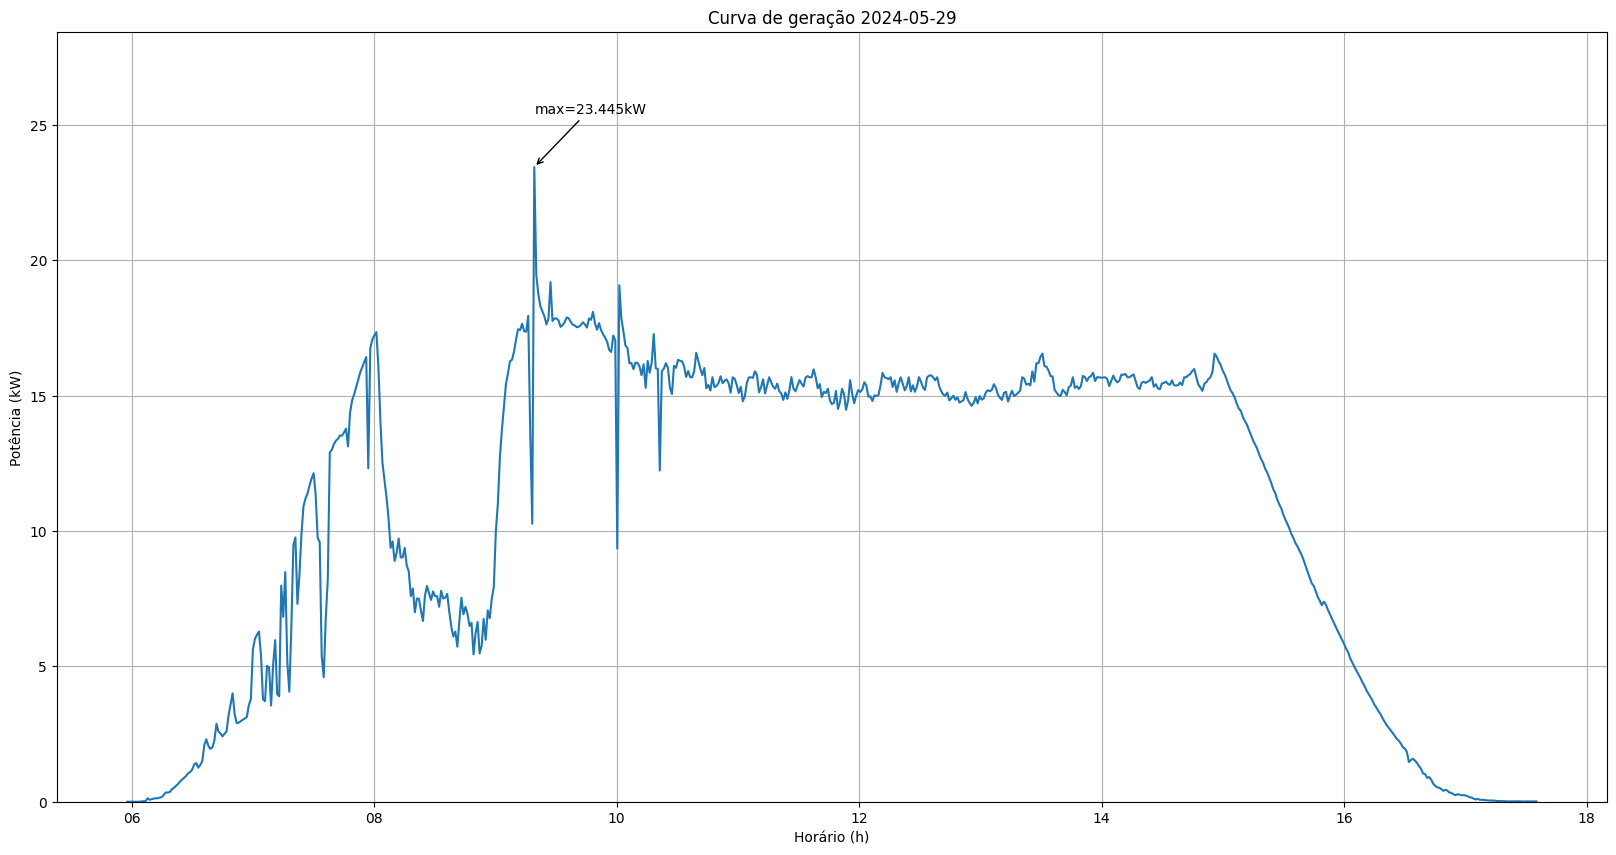 Curva de geração 2024-05-29
max=23.445kW
Potência (kW)
25
20
15
10
5
0
06 08 10 12 14 16 18
Horário (h)